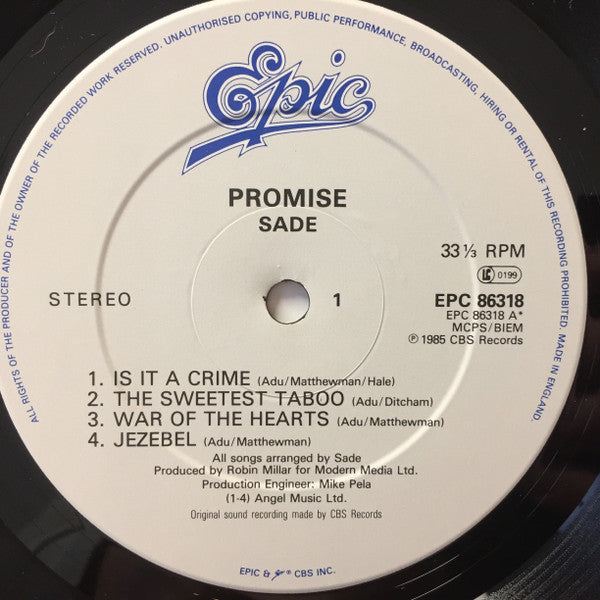 ALL RIGHTS OF THE PRODUCER AND OF THE OWNER OF THE RECORDED WORK RESERVED. UNAUTHORISED COPYING, PUBLIC PERFORMANCE, BROADCASTING, HIRING OR RENTAL OF THIS RECORDING PROHIBITED. MADE IN ENGLAND.
Epic
PROMISE
SADE
33 ⅓ RPM
LC 0199
STEREO
1
EPC 86318
EPC 86318 A*
MCPS/BIEM
℗ 1985 CBS Records
1. IS IT A CRIME (Adu/Matthewman/Hale)
2. THE SWEETEST TABOO (Adu/Ditcham)
3. WAR OF THE HEARTS (Adu/Matthewman)
4. JEZEBEL (Adu/Matthewman)
All songs arranged by Sade
Produced by Robin Millar for Modern Media Ltd.
Production Engineer: Mike Pela
(1-4) Angel Music Ltd.
Original sound recording made by CBS Records
EPIC & Epic ® CBS INC.